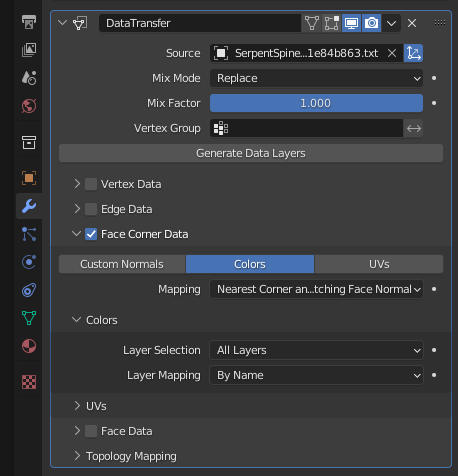 DataTransfer
Source SerpentSpine...1e84b863.txt
Mix Mode Replace
Mix Factor 1.000
Vertex Group
Generate Data Layers
Vertex Data
Edge Data
Face Corner Data
Custom Normals Colors UVs
Mapping Nearest Corner an...tching Face Normal
Colors
Layer Selection All Layers
Layer Mapping By Name
UVs
Face Data
Topology Mapping